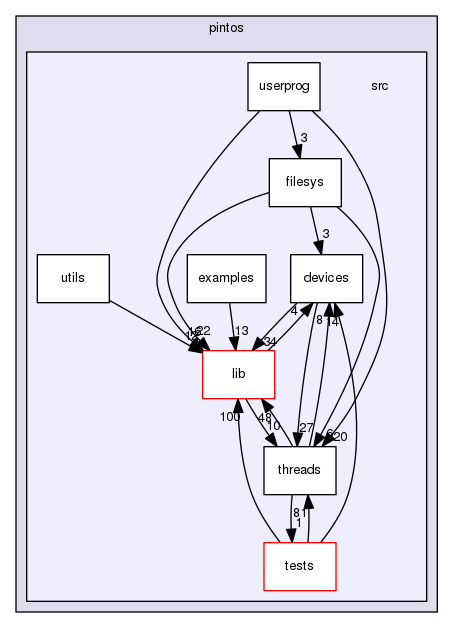 pintos
userprog
src
3
filesys
3
utils
examples
devices
4
8
14
13
34
22
lib
100
48
10
27
6
20
threads
81
1
tests